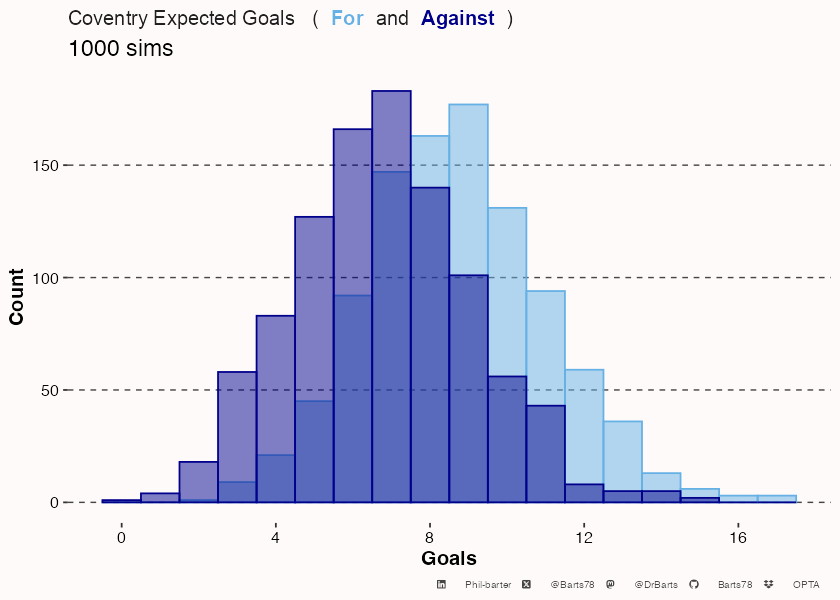 Coventry Expected Goals ( For and Against )
1000 sims
150
100
50
0
Count
0 4 8 12 16
Goals
Phil-barter @Barts78 @DrBarts Barts78 OPTA